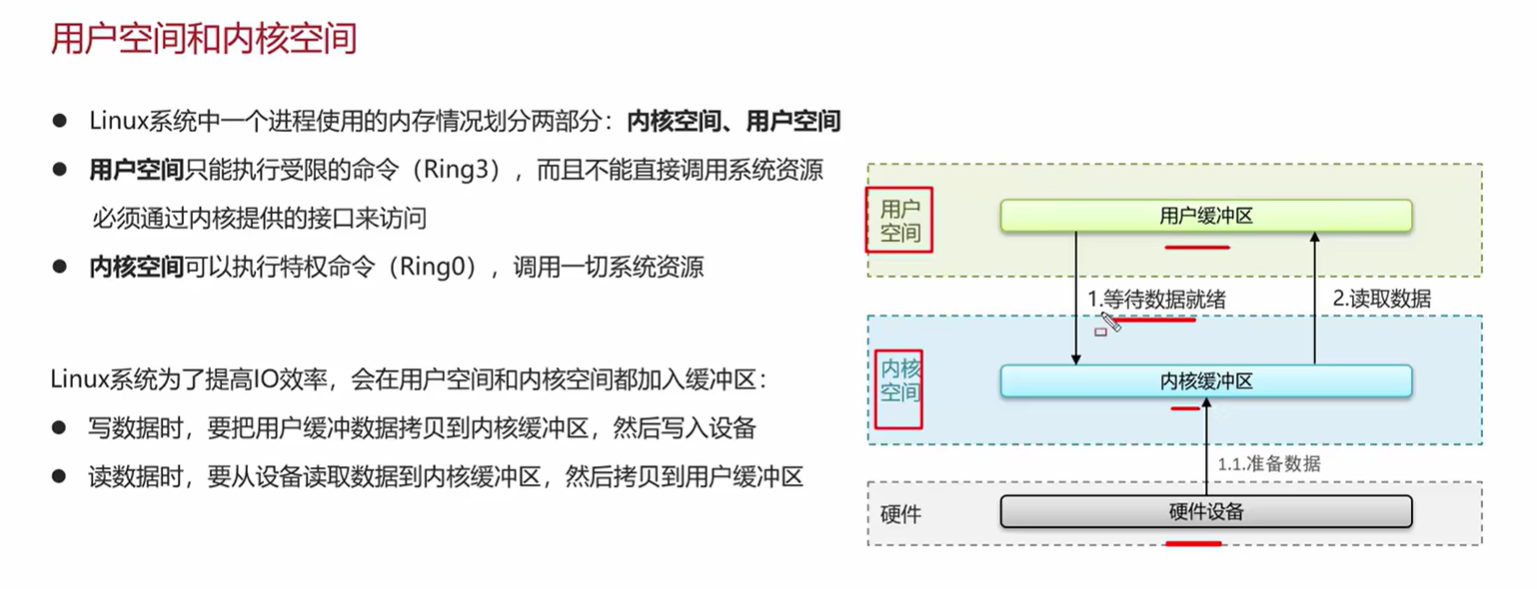 用户空间和内核空间
● Linux系统中一个进程使用的内存情况划分两部分：内核空间、用户空间
● 用户空间只能执行受限的命令（Ring3），而且不能直接调用系统资源
必须通过内核提供的接口来访问
● 内核空间可以执行特权命令（Ring0），调用一切系统资源
Linux系统为了提高IO效率，会在用户空间和内核空间都加入缓冲区：
● 写数据时，要把用户缓冲数据拷贝到内核缓冲区，然后写入设备
● 读数据时，要从设备读取数据到内核缓冲区，然后拷贝到用户缓冲区
用户
空间
用户缓冲区
1.等待数据就绪
2.读取数据
内核
空间
内核缓冲区
1.1.准备数据
硬件
硬件设备